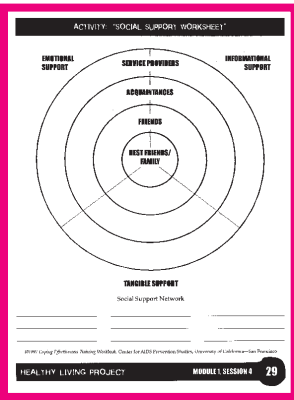 ACTIVITY: "SOCIAL SUPPORT WORKSHEET"
EMOTIONAL
SUPPORT
SERVICE PROVIDERS
INFORMATIONAL
SUPPORT
ACQUAINTANCES
FRIENDS
BEST FRIENDS/
FAMILY
TANGIBLE SUPPORT
Social Support Network
©1997 Coping Effectiveness Training Workbook, Center for AIDS Prevention Studies, University of California—San Francisco
HEALTHY LIVING PROJECT
MODULE 1, SESSION 4
29